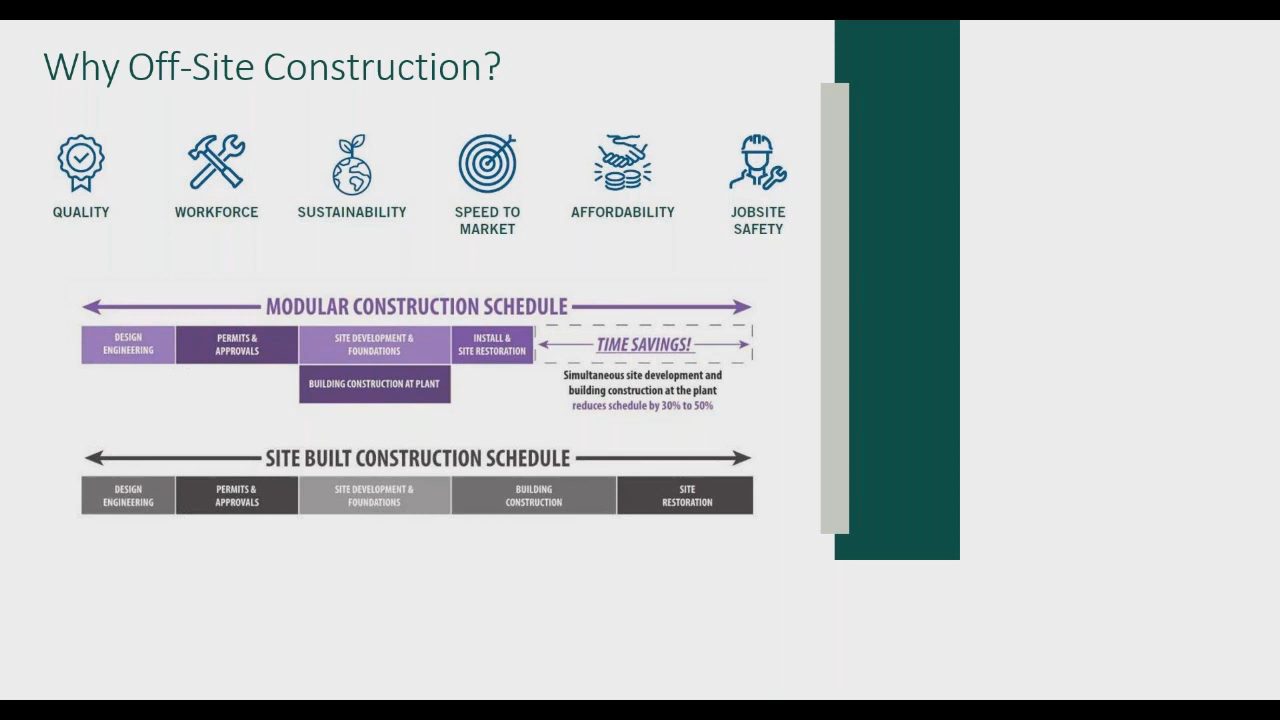 Why Off-Site Construction?
QUALITY
WORKFORCE
SUSTAINABILITY
SPEED TO
MARKET
AFFORDABILITY
JOBSITE
SAFETY
MODULAR CONSTRUCTION SCHEDULE
DESIGN
ENGINEERING
PERMITS &
APPROVALS
SITE DEVELOPMENT &
FOUNDATIONS
INSTALL &
SITE RESTORATION
TIME SAVINGS!
BUILDING CONSTRUCTION AT PLANT
Simultaneous site development and
building construction at the plant
reduces schedule by 30% to 50%
SITE BUILT CONSTRUCTION SCHEDULE
DESIGN
ENGINEERING
PERMITS &
APPROVALS
SITE DEVELOPMENT &
FOUNDATIONS
BUILDING
CONSTRUCTION
SITE
RESTORATION